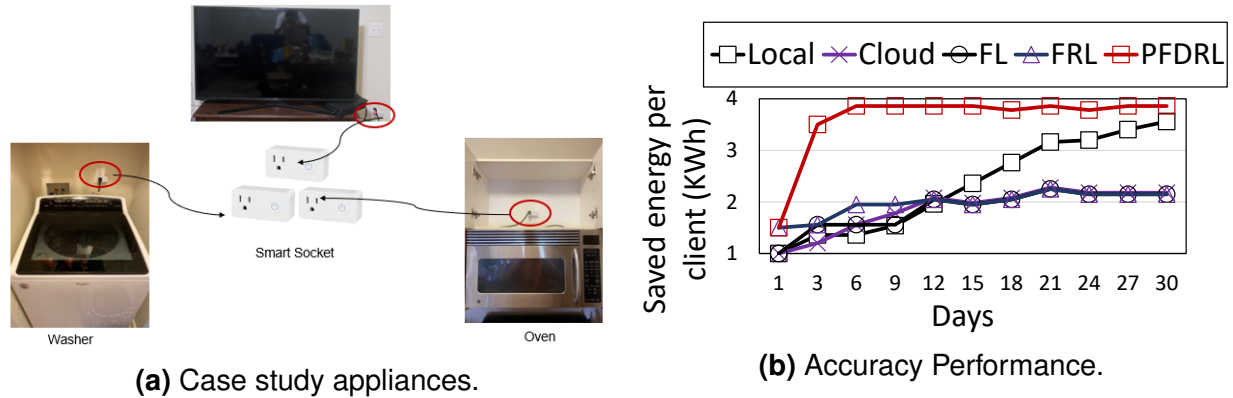 Smart Socket
Washer
Oven
(a) Case study appliances.
Local Cloud FL FRL PFDRL
Saved energy per
client (KWh)
4
3
2
1
1 3 6 9 12 15 18 21 24 27 30
Days
(b) Accuracy Performance.